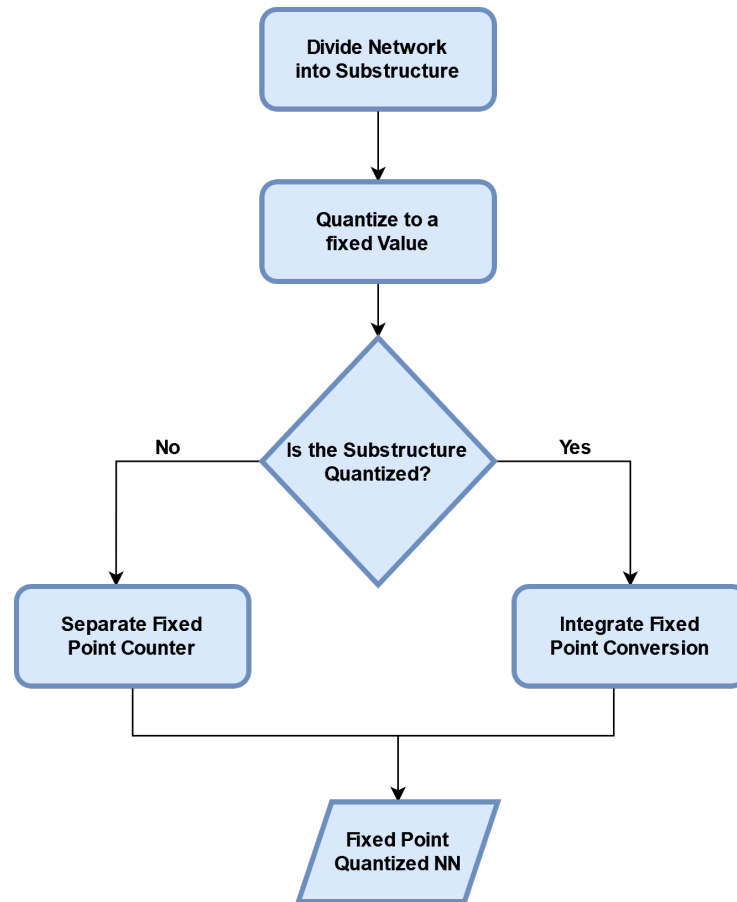 Divide Network
into Substructure
Quantize to a
fixed Value
Is the Substructure
Quantized?
No
Yes
Separate Fixed
Point Counter
Integrate Fixed
Point Conversion
Fixed Point
Quantized NN